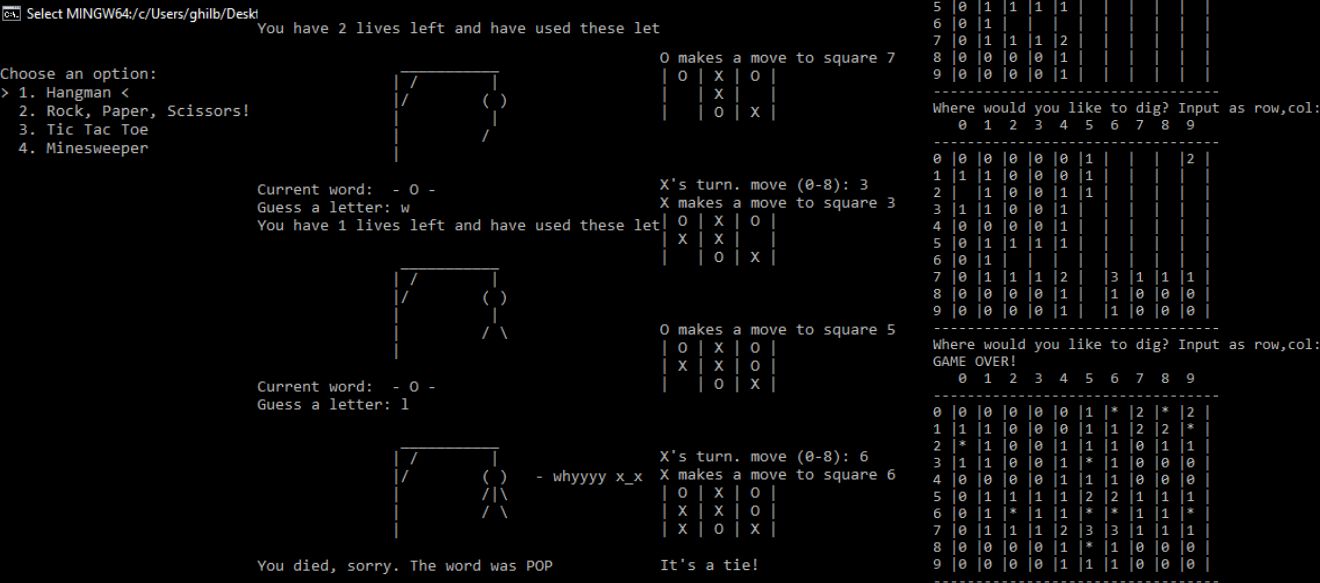 Select MINGW64:/c/Users/ghilb/Deskt
Choose an option:
> 1. Hangman <
2. Rock, Paper, Scissors!
3. Tic Tac Toe
4. Minesweeper
You have 2 lives left and have used these let
Current word:  - O -
Guess a letter: w
You have 1 lives left and have used these let
Current word:  - O -
Guess a letter: l
- whyyyy x_x
You died, sorry. The word was POP
O makes a move to square 7
| O | X | O |
|   | X |   |
|   | O | X |
X's turn. move (0-8): 3
X makes a move to square 3
| O | X | O |
| X | X |   |
|   | O | X |
O makes a move to square 5
| O | X | O |
| X | X | O |
|   | O | X |
X's turn. move (0-8): 6
X makes a move to square 6
| O | X | O |
| X | X | O |
| X | O | X |
It's a tie!
5 |0 |1 |1 |1 |1 |  |  |  |  |  |
6 |0 |1 |  |  |  |  |  |  |  |  |
7 |0 |1 |1 |1 |2 |  |  |  |  |  |
8 |0 |0 |0 |0 |1 |  |  |  |  |  |
9 |0 |0 |0 |0 |1 |  |  |  |  |  |
----------------------------------
Where would you like to dig? Input as row,col:
0  1  2  3  4  5  6  7  8  9
----------------------------------
0 |0 |0 |0 |0 |0 |1 |  |  |  |2 |
1 |1 |1 |0 |0 |0 |1 |  |  |  |  |
2 |  |1 |0 |0 |1 |1 |  |  |  |  |
3 |1 |1 |0 |0 |1 |  |  |  |  |  |
4 |0 |0 |0 |0 |1 |  |  |  |  |  |
5 |0 |1 |1 |1 |1 |  |  |  |  |  |
6 |0 |1 |  |  |  |  |  |  |  |  |
7 |0 |1 |1 |1 |2 |  |3 |1 |1 |1 |
8 |0 |0 |0 |0 |1 |  |1 |0 |0 |0 |
9 |0 |0 |0 |0 |1 |  |1 |0 |0 |0 |
----------------------------------
Where would you like to dig? Input as row,col:
GAME OVER!
0  1  2  3  4  5  6  7  8  9
----------------------------------
0 |0 |0 |0 |0 |0 |1 |* |2 |* |2 |
1 |1 |1 |0 |0 |0 |1 |1 |2 |2 |* |
2 |* |1 |0 |0 |1 |1 |1 |0 |1 |1 |
3 |1 |1 |0 |0 |1 |* |1 |0 |0 |0 |
4 |0 |0 |0 |0 |1 |1 |1 |0 |0 |0 |
5 |0 |1 |1 |1 |1 |2 |2 |1 |1 |1 |
6 |0 |1 |* |1 |1 |* |* |1 |1 |* |
7 |0 |1 |1 |1 |2 |3 |3 |1 |1 |1 |
8 |0 |0 |0 |0 |1 |* |1 |0 |0 |0 |
9 |0 |0 |0 |0 |1 |1 |1 |0 |0 |0 |
----------------------------------